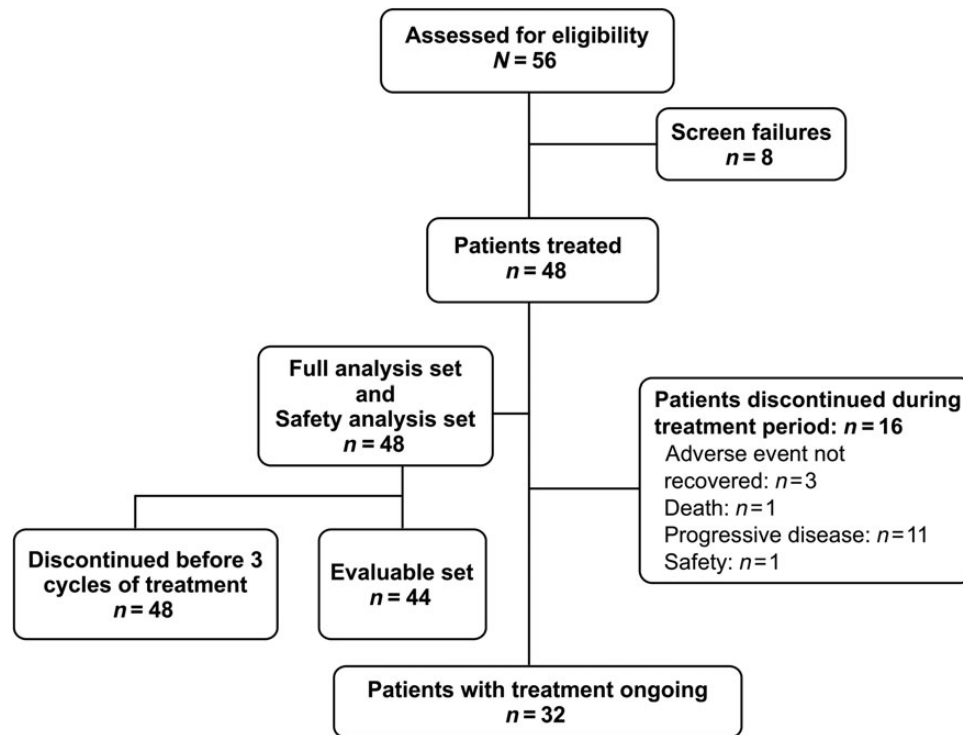 Assessed for eligibility
N = 56
Screen failures
n = 8
Patients treated
n = 48
Full analysis set
and
Safety analysis set
n = 48
Patients discontinued during
treatment period: n = 16
Adverse event not
recovered: n = 3
Death: n = 1
Progressive disease: n = 11
Safety: n = 1
Discontinued before 3
cycles of treatment
n = 48
Evaluable set
n = 44
Patients with treatment ongoing
n = 32